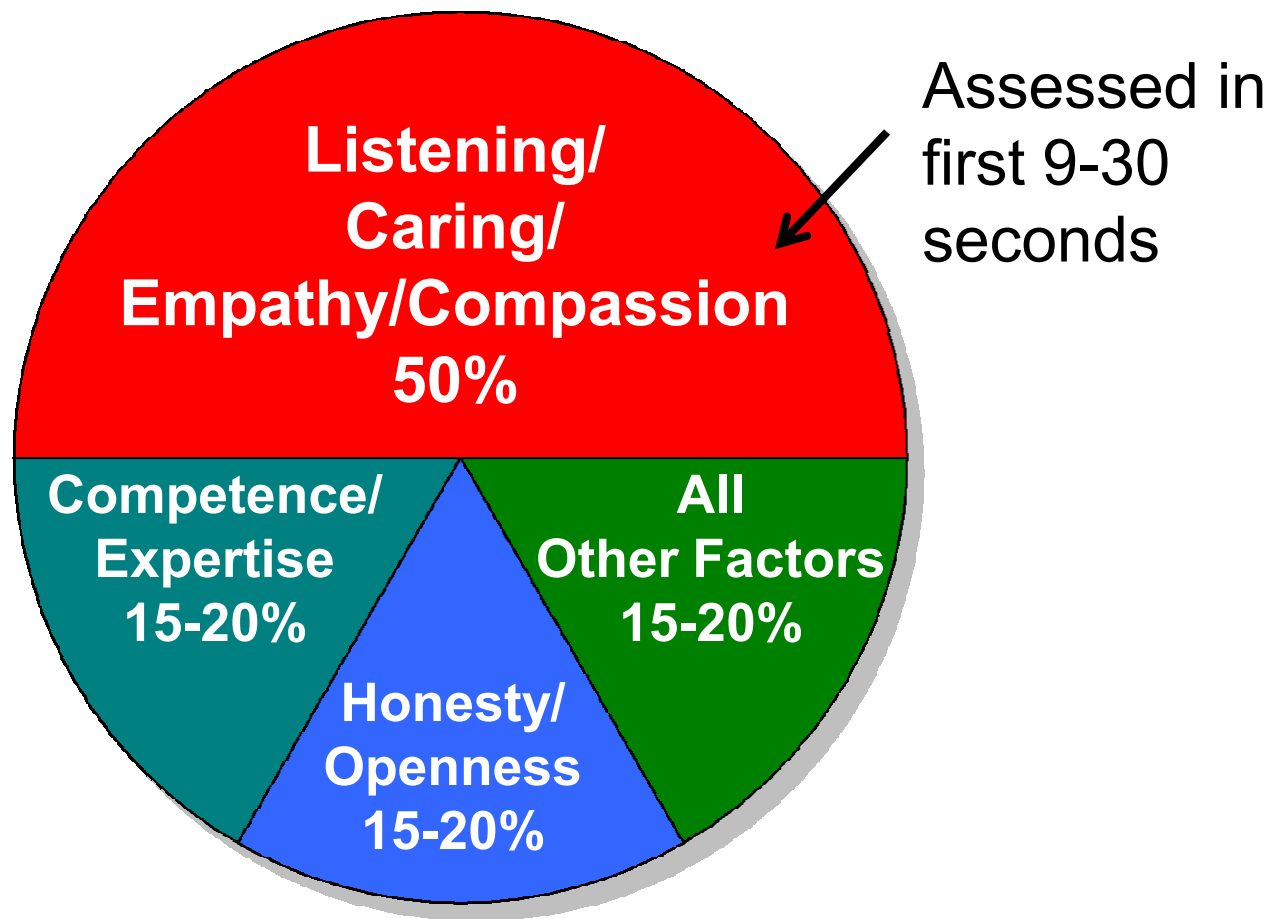 Listening/
Caring/
Empathy/Compassion
50%
Assessed in
first 9-30
seconds
Competence/
Expertise
15-20%
Honesty/
Openness
15-20%
All
Other Factors
15-20%